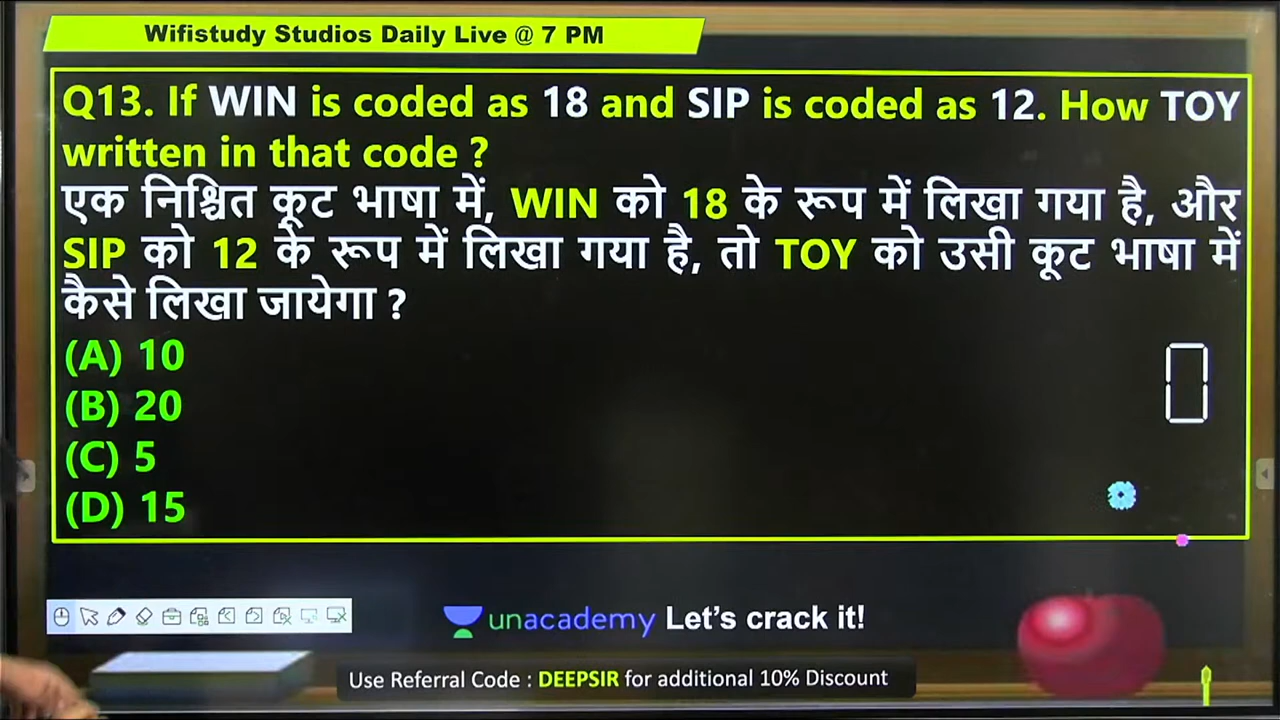 Wifistudy Studios Daily Live @ 7 PM
Q13. If WIN is coded as 18 and SIP is coded as 12. How TOY
written in that code ?
एक निश्चित कूट भाषा में, WIN को 18 के रूप में लिखा गया है, और
SIP को 12 के रूप में लिखा गया है, तो TOY को उसी कूट भाषा में
कैसे लिखा जायेगा ?
(A) 10
(B) 20
(C) 5
(D) 15
unacademy Let's crack it!
Use Referral Code : DEEPSIR for additional 10% Discount